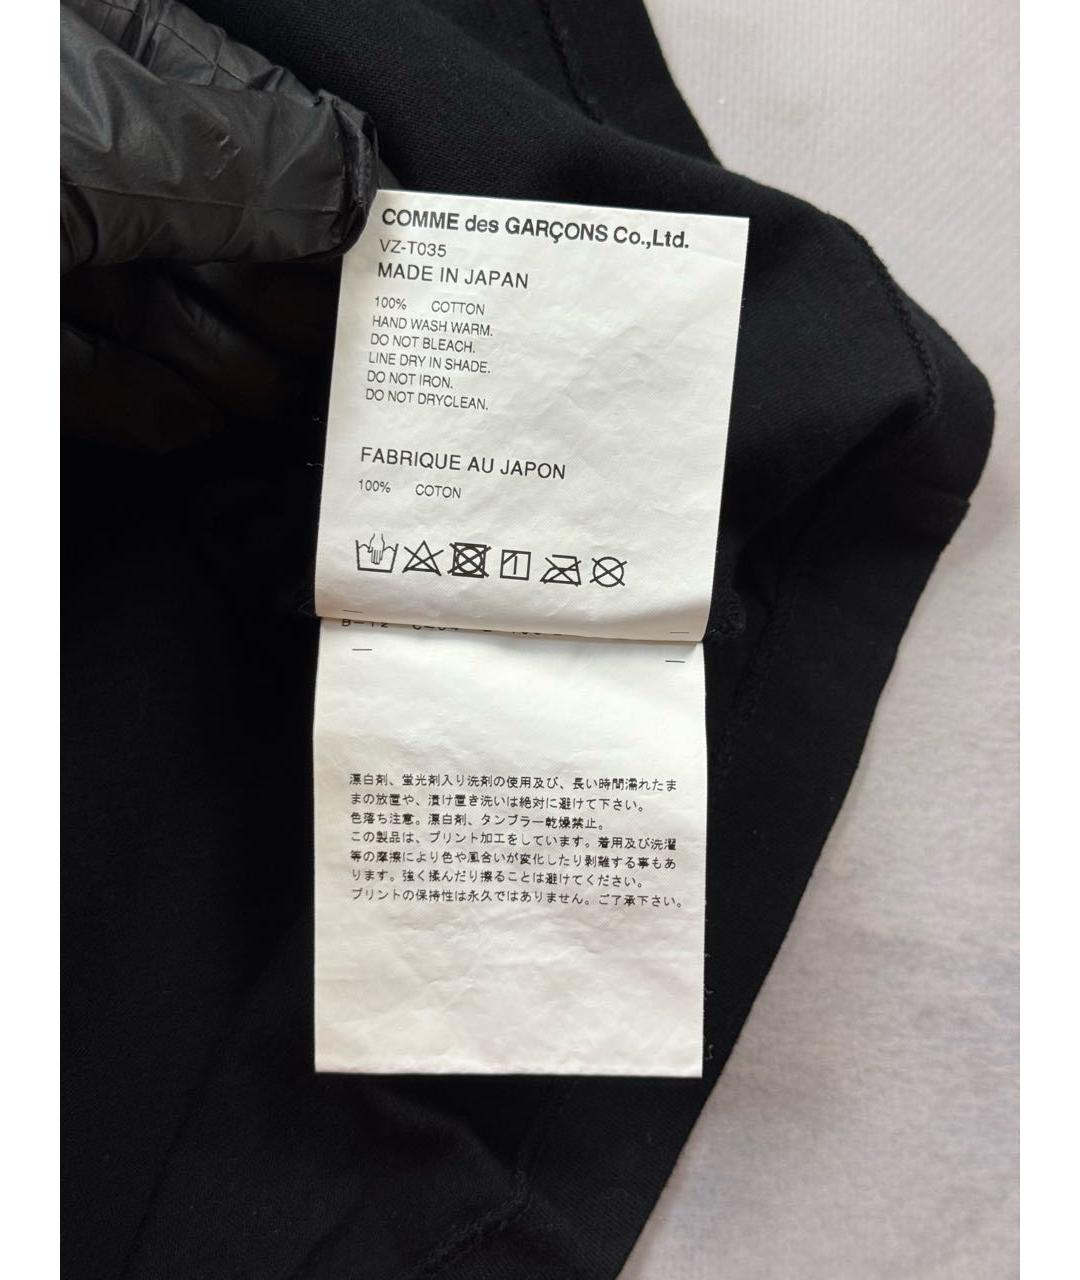 COMME des GARÇONS Co.,Ltd.
VZ-T035
MADE IN JAPAN
100% COTTON
HAND WASH WARM.
DO NOT BLEACH.
LINE DRY IN SHADE.
DO NOT IRON.
DO NOT DRYCLEAN.
FABRIQUE AU JAPON
100% COTON
漂白剤、蛍光剤入り洗剤の使用及び、長い時間濡れたま
まの放置や、漬け置き洗いは絶対に避けて下さい。
色落ち注意。漂白剤、タンブラー乾燥禁止。
この製品は、プリント加工をしています。着用及び洗濯
等の摩擦により色や風合いが変化したり剥離する事もあ
ります。強く揉んだり擦ることは避けてください。
プリントの保持性は永久ではありません。ご了承下さい。